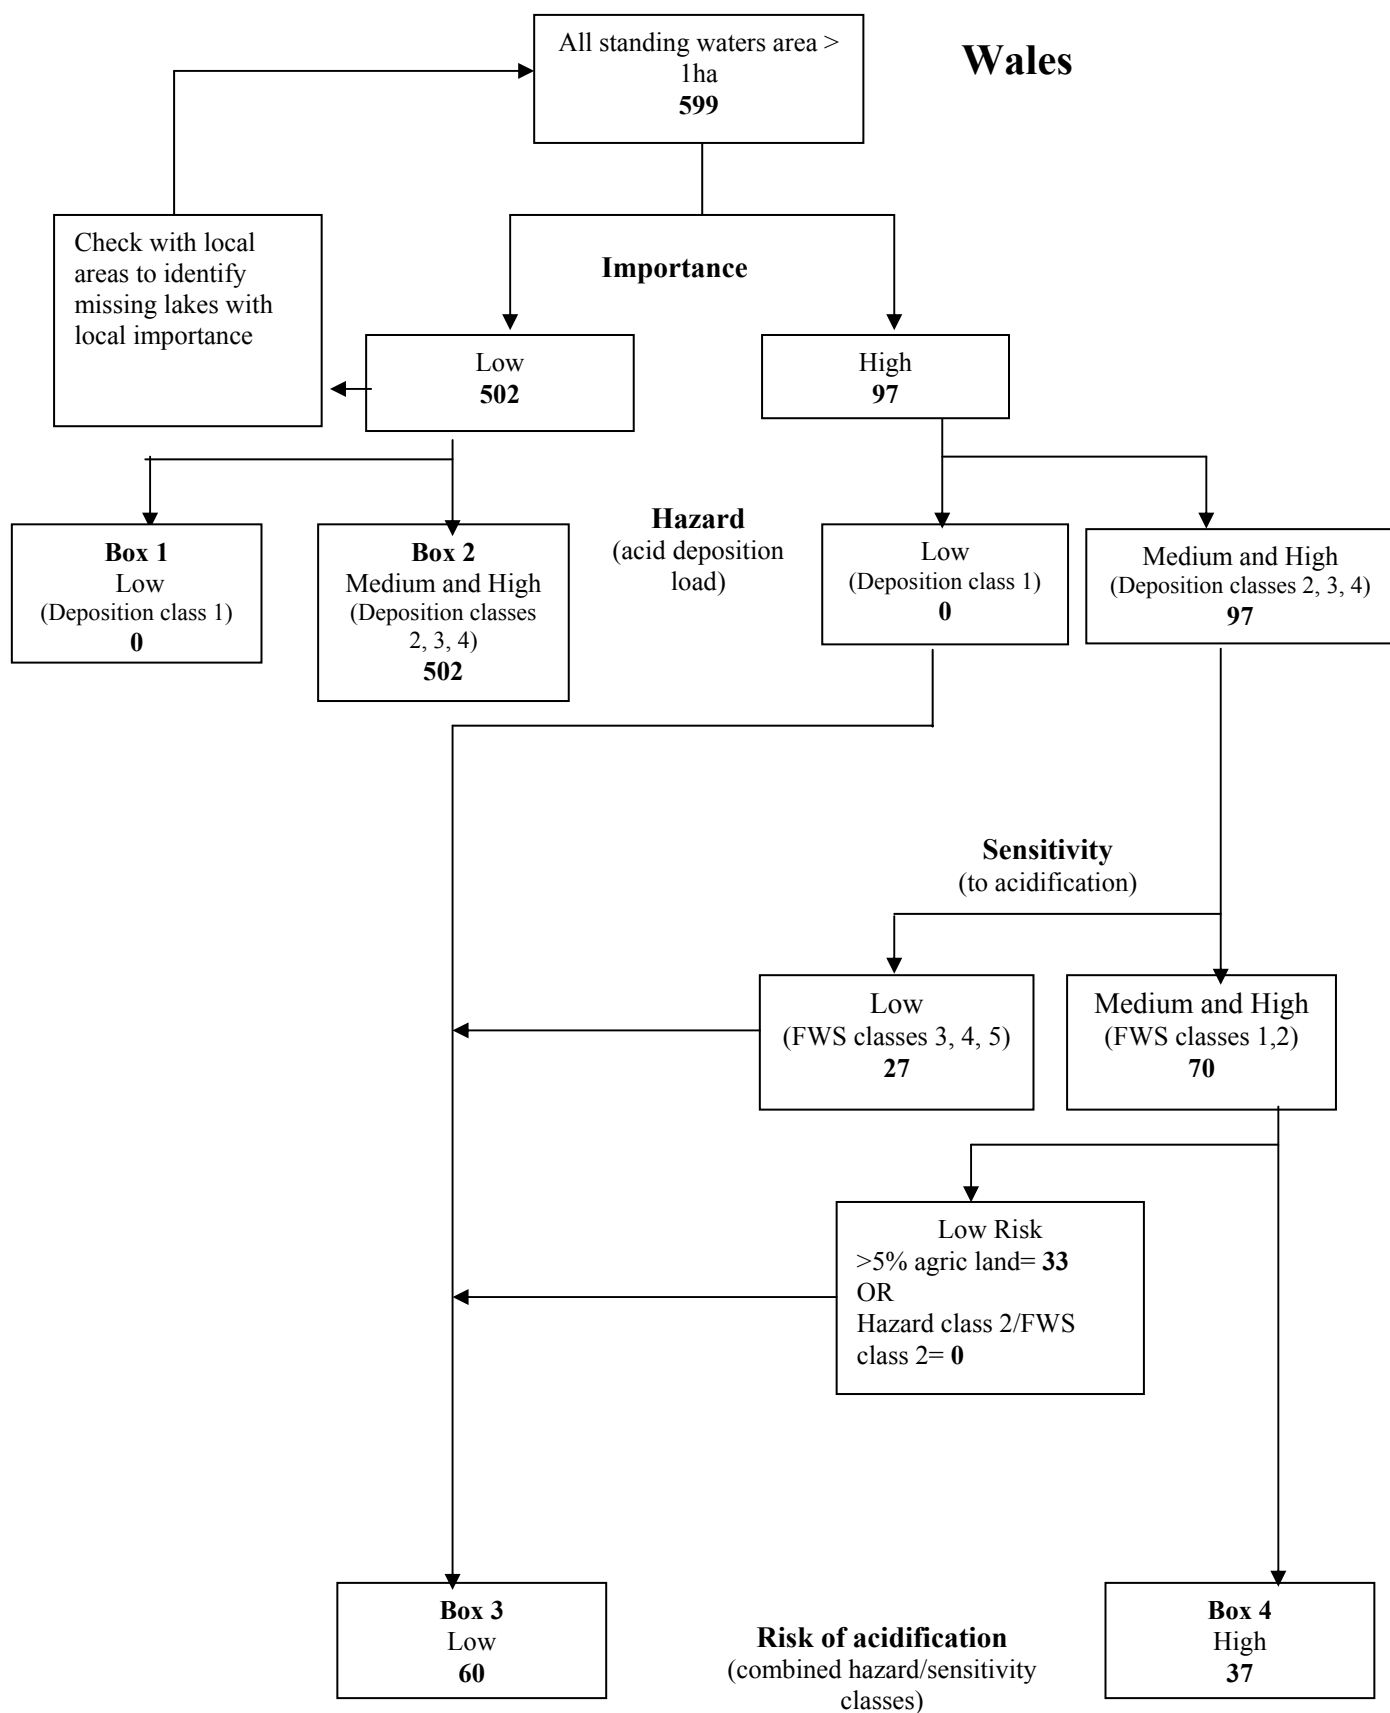 Wales
All standing waters area >
1ha
599
Check with local
areas to identify
missing lakes with
local importance
Importance
Low
502
High
97
Box 1
Low
(Deposition class 1)
0
Box 2
Medium and High
(Deposition classes
2, 3, 4)
502
Hazard
(acid deposition
load)
Low
(Deposition class 1)
0
Medium and High
(Deposition classes 2, 3, 4)
97
Sensitivity
(to acidification)
Low
(FWS classes 3, 4, 5)
27
Medium and High
(FWS classes 1,2)
70
Low Risk
>5% agric land= 33
OR
Hazard class 2/FWS
class 2= 0
Box 3
Low
60
Risk of acidification
(combined hazard/sensitivity
classes)
Box 4
High
37